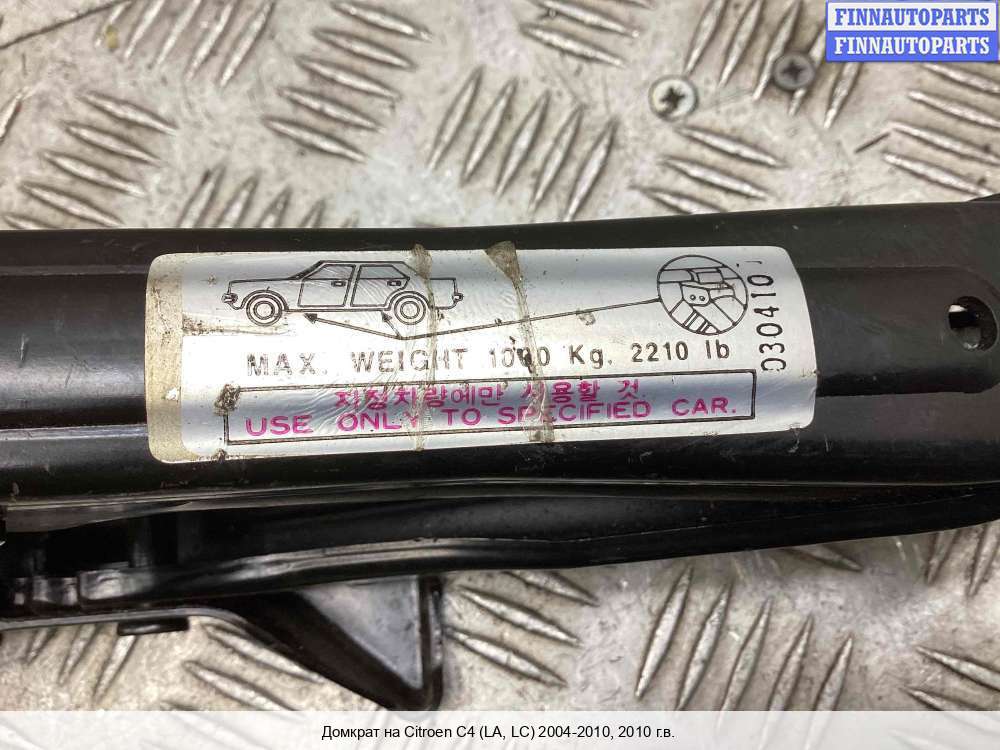 FINNAUTOPARTS
FINNAUTOPARTS
030410
MAX. WEIGHT 1000 Kg. 2210 lb
지정차량에만 사용할 것
USE ONLY TO SPECIFIED CAR.
Домкрат на Citroen C4 (LA, LC) 2004-2010, 2010 г.в.